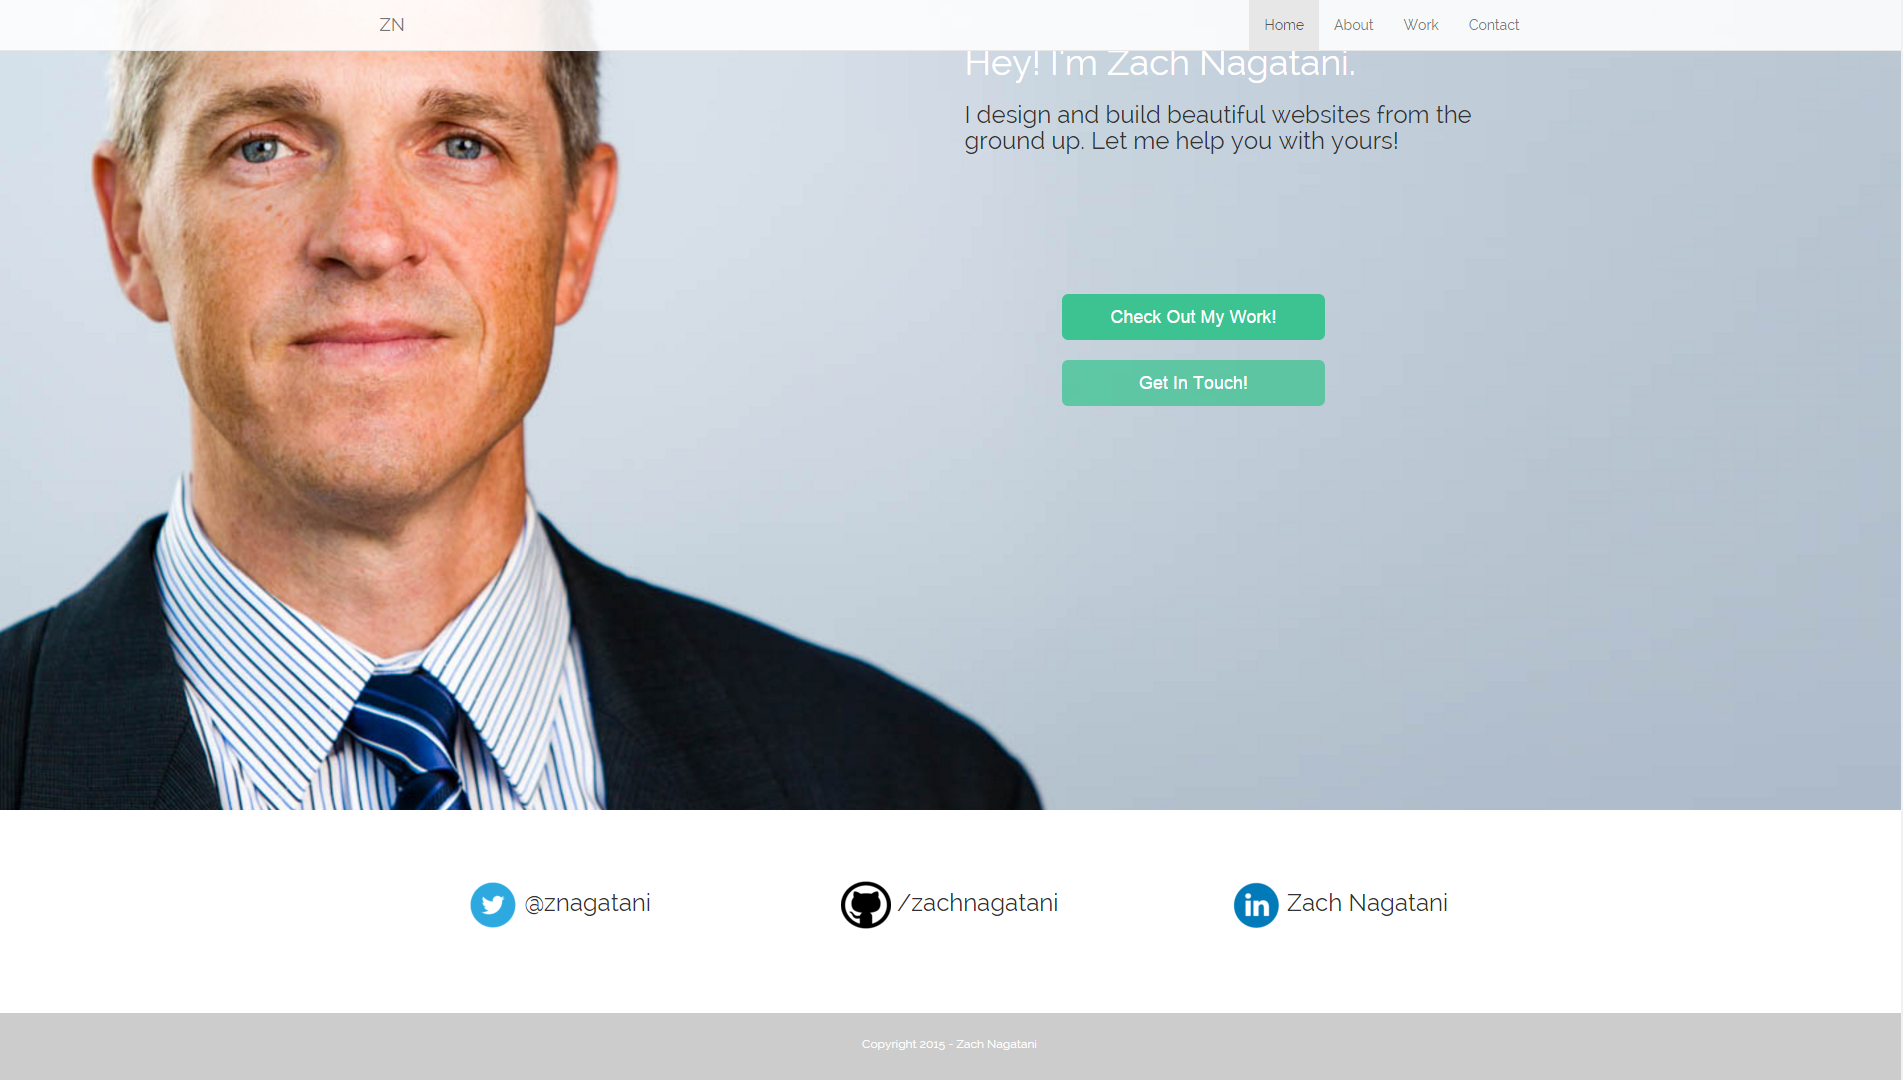 ZN
Home
About
Work
Contact
Hey! I'm Zach Nagatani.
I design and build beautiful websites from the
ground up. Let me help you with yours!
Check Out My Work!
Get In Touch!
@znagatani
/zachnagatani
in
Zach Nagatani
Copyright 2015 - Zach Nagatani